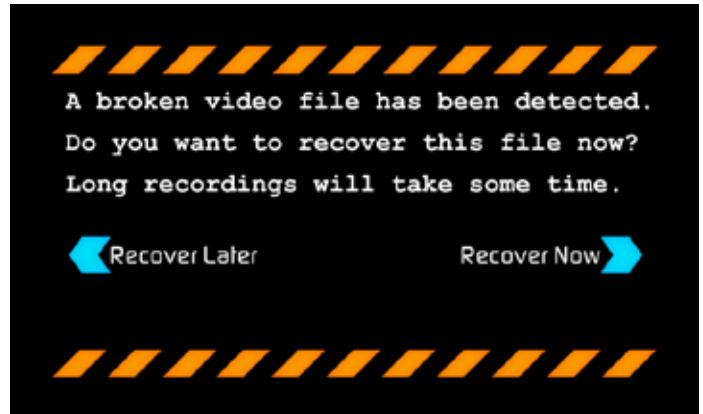 A broken video file has been detected.
Do you want to recover this file now?
Long recordings will take some time.
Recover Later
Recover Now